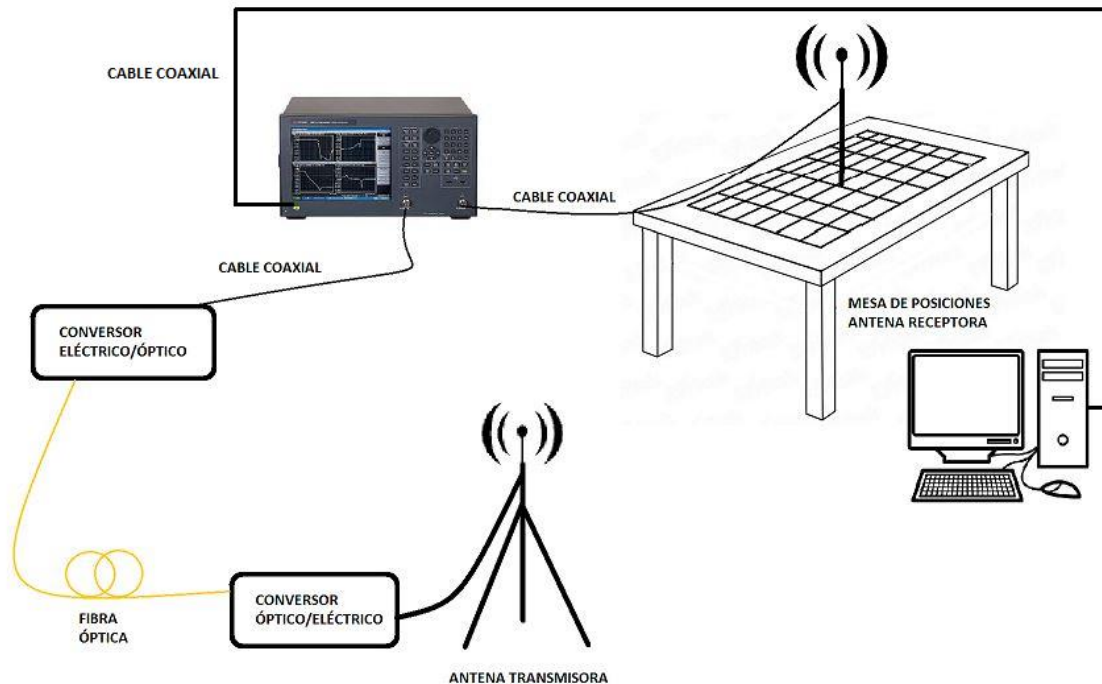 CABLE COAXIAL
CABLE COAXIAL
CABLE COAXIAL
MESA DE POSICIONES
ANTENA RECEPTORA
CONVERSOR
ELÉCTRICO/ÓPTICO
CONVERSOR
ÓPTICO/ELÉCTRICO
FIBRA
ÓPTICA
ANTENA TRANSMISORA